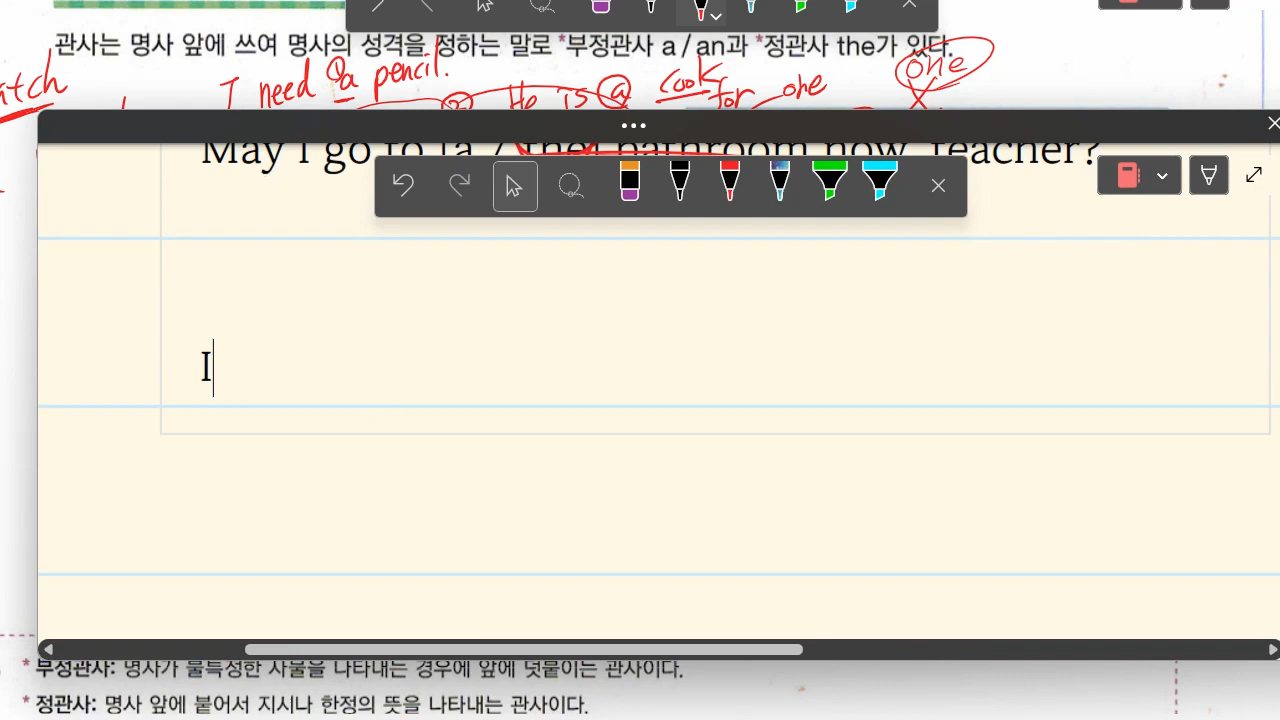 관사는 명사 앞에 쓰여 명사의 성격을 정하는 말로 *부정관사 a / an과 *정관사 the가 있다.
I need a pencil.
one
atch
He is a cook
for one
May I go to [a / the] bathroom now, teacher?
I
* 부정관사: 명사가 불특정한 사물을 나타내는 경우에 앞에 덧붙이는 관사이다.
* 정관사: 명사 앞에 붙어서 지시나 한정의 뜻을 나타내는 관사이다.